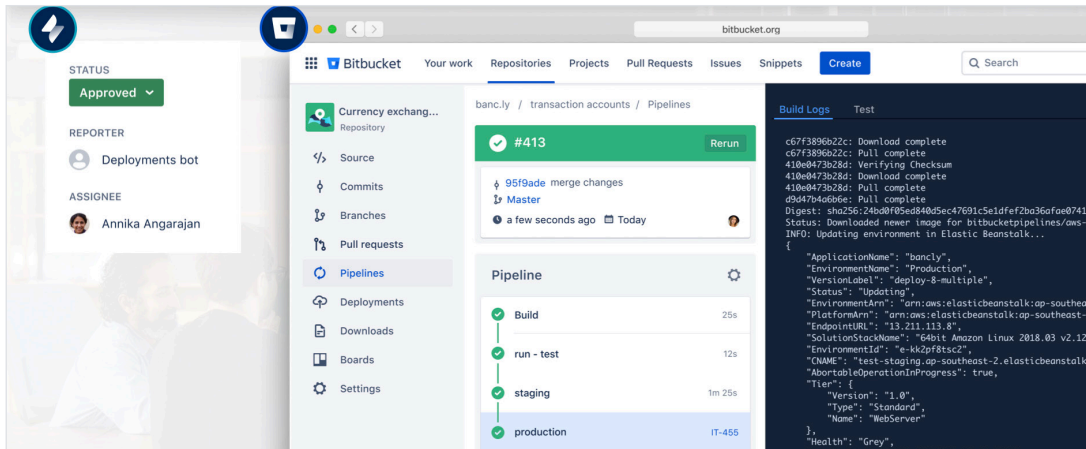 STATUS
Approved
REPORTER
Deployments bot
ASSIGNEE
Annika Angarajan
bitbucket.org
Bitbucket Your work Repositories Projects Pull Requests Issues Snippets Create Search
Currency exchang...
Repository
Source
Commits
Branches
Pull requests
Pipelines
Deployments
Downloads
Boards
Settings
banc.ly / transaction accounts / Pipelines
#413 Rerun
95f9ade merge changes
Master
a few seconds ago Today
Pipeline
Build 25s
run - test 12s
staging 1m 25s
production IT-455
Build Logs Test
c67f3896b22c: Download complete
c67f3896b22c: Pull complete
410e0473b28d: Verifying Checksum
410e0473b28d: Download complete
410e0473b28d: Pull complete
d9d47b4a6b6e: Pull complete
Digest: sha256:24bd0f05ed840d5ec47691c5e1dfef2ba36afae0741
Status: Downloaded newer image for bitbucketpipelines/aws-
INFO: Updating environment in Elastic Beanstalk...
{
"ApplicationName": "bancly",
"EnvironmentName": "Production",
"VersionLabel": "deploy-8-multiple",
"Status": "Updating",
"EnvironmentArn": "arn:aws:elasticbeanstalk:ap-southea
"PlatformArn": "arn:aws:elasticbeanstalk:ap-southeast-
"EndpointURL": "13.211.113.8",
"SolutionStackName": "64bit Amazon Linux 2018.03 v2.12
"EnvironmentId": "e-kk2pf8tsc2",
"CNAME": "test-staging.ap-southeast-2.elasticbeanstalk
"AbortableOperationInProgress": true,
"Tier": {
"Version": "1.0",
"Type": "Standard",
"Name": "WebServer"
},
"Health": "Grey",